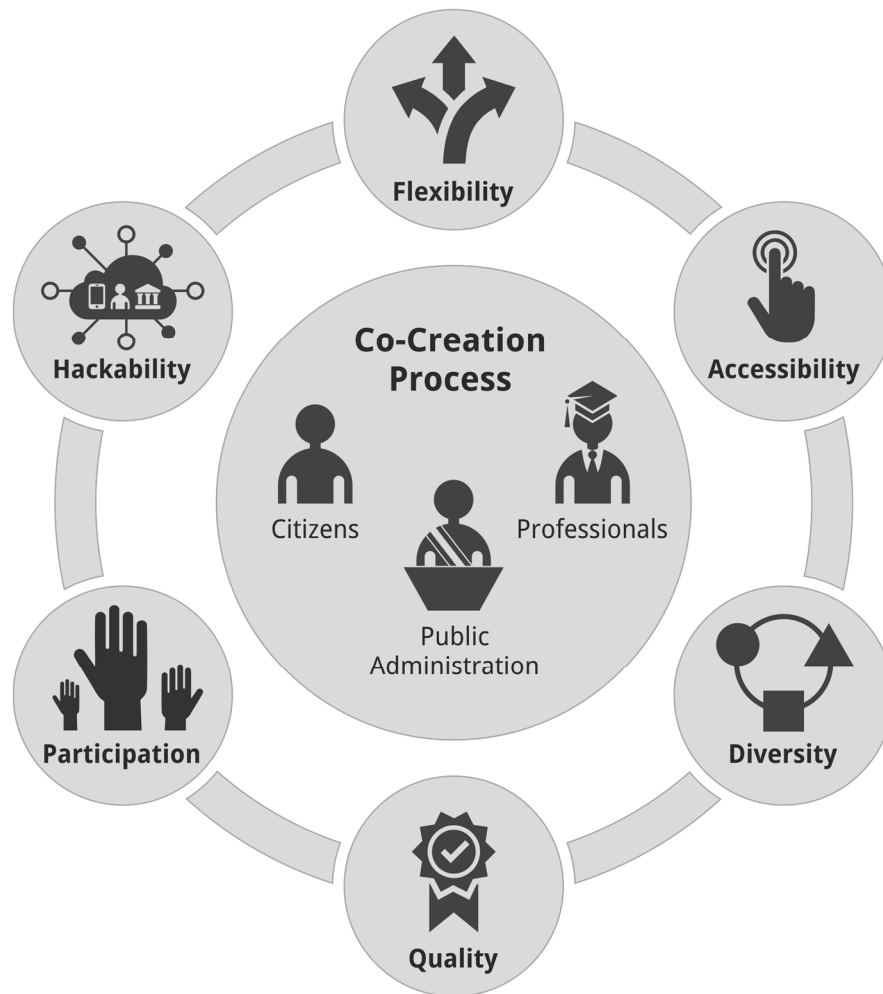 Flexibility
Hackability
Accessibility
Co-Creation
Process
Citizens
Professionals
Public
Administration
Participation
Diversity
Quality